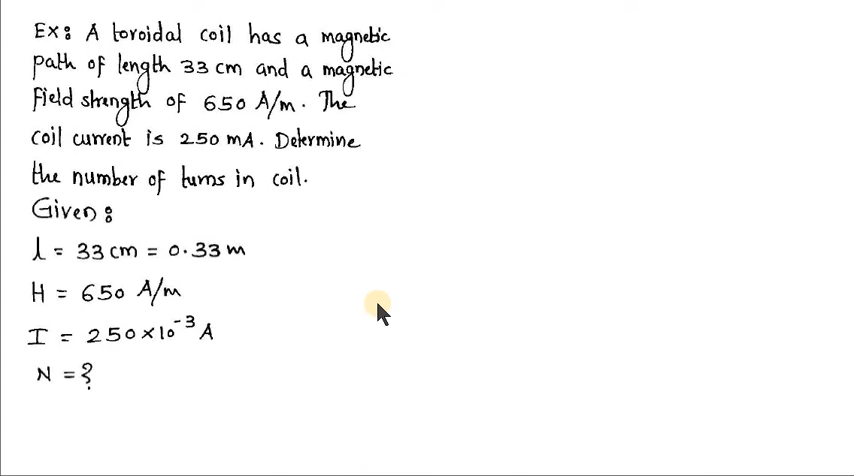 Ex: A toroidal coil has a magnetic
path of length 33 cm and a magnetic
field strength of 650 A/m. The
coil current is 250 mA. Determine
the number of turns in coil.
Given:
l = 33 cm = 0.33 m
H = 650 A/m
I = 250 × 10⁻³ A
N = ?